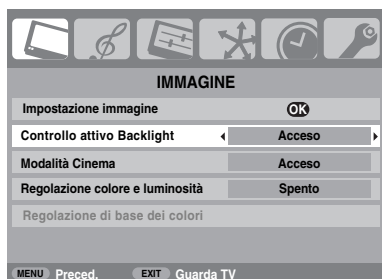 IMMAGINE
Impostazione immagine OK
Controllo attivo Backlight Acceso
Modalità Cinema Acceso
Regolazione colore e luminosità Spento
Regolazione di base dei colori
MENU Preced. EXIT Guarda TV